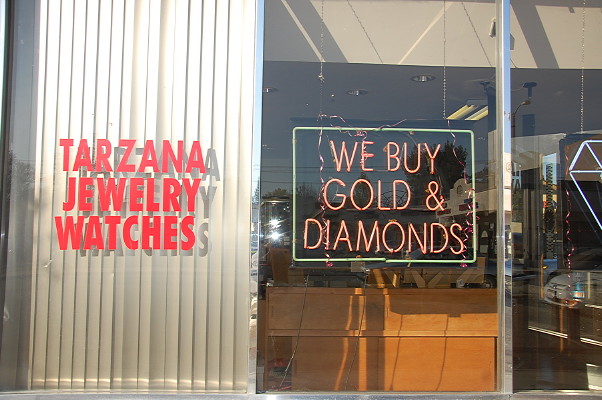 TARZANA
JEWELRY
WATCHES
WE BUY
GOLD &
DIAMONDS